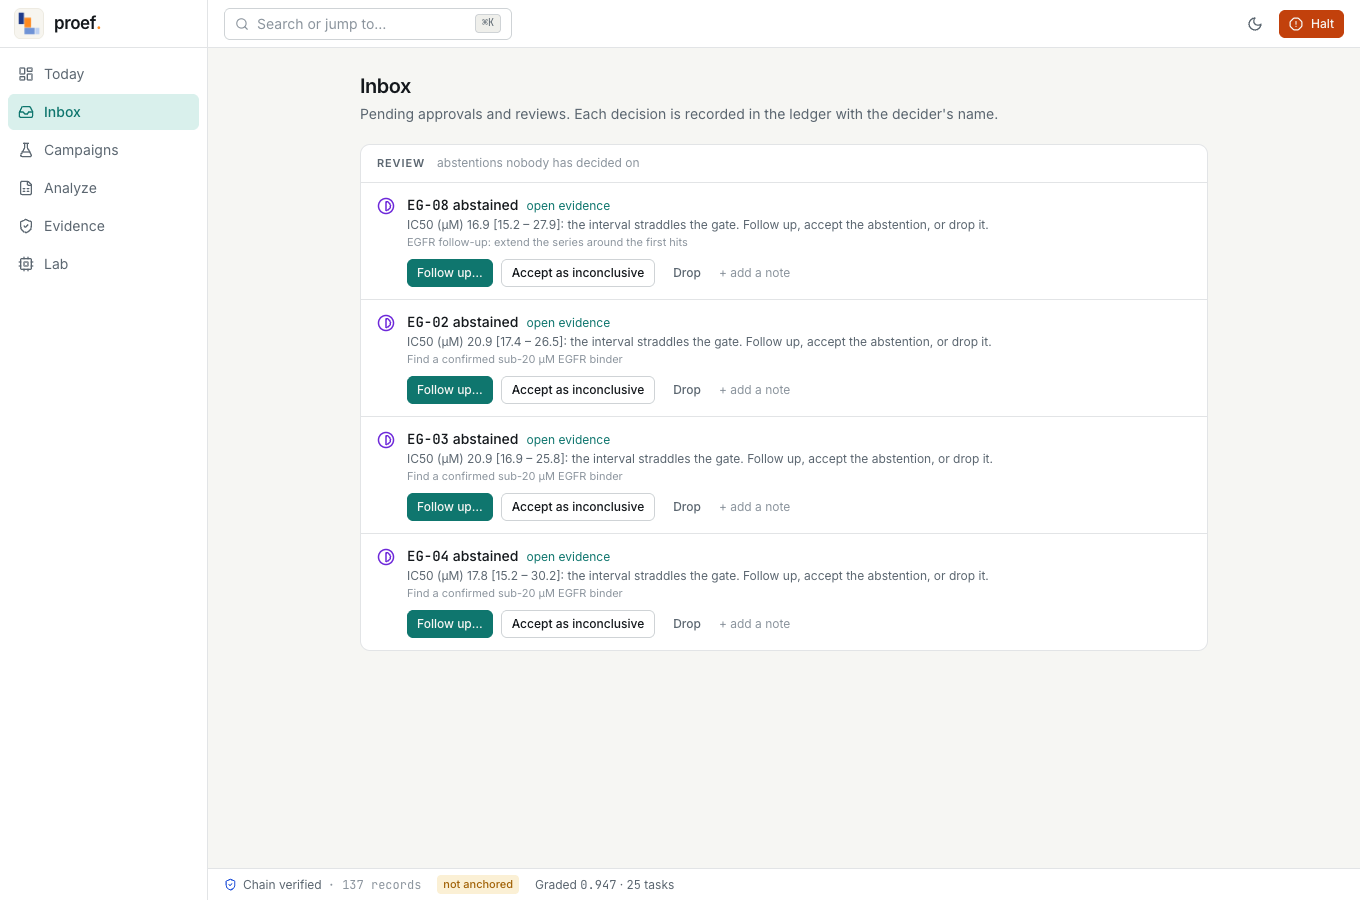 proef.
Search or jump to... ⌘K
Halt
Today
Inbox
Campaigns
Analyze
Evidence
Lab
Inbox
Pending approvals and reviews. Each decision is recorded in the ledger with the decider's name.
REVIEW abstentions nobody has decided on
EG-08 abstained open evidence
IC50 (µM) 16.9 [15.2 – 27.9]: the interval straddles the gate. Follow up, accept the abstention, or drop it.
EGFR follow-up: extend the series around the first hits
Follow up... Accept as inconclusive Drop + add a note
EG-02 abstained open evidence
IC50 (µM) 20.9 [17.4 – 26.5]: the interval straddles the gate. Follow up, accept the abstention, or drop it.
Find a confirmed sub-20 µM EGFR binder
Follow up... Accept as inconclusive Drop + add a note
EG-03 abstained open evidence
IC50 (µM) 20.9 [16.9 – 25.8]: the interval straddles the gate. Follow up, accept the abstention, or drop it.
Find a confirmed sub-20 µM EGFR binder
Follow up... Accept as inconclusive Drop + add a note
EG-04 abstained open evidence
IC50 (µM) 17.8 [15.2 – 30.2]: the interval straddles the gate. Follow up, accept the abstention, or drop it.
Find a confirmed sub-20 µM EGFR binder
Follow up... Accept as inconclusive Drop + add a note
Chain verified · 137 records not anchored Graded 0.947 · 25 tasks